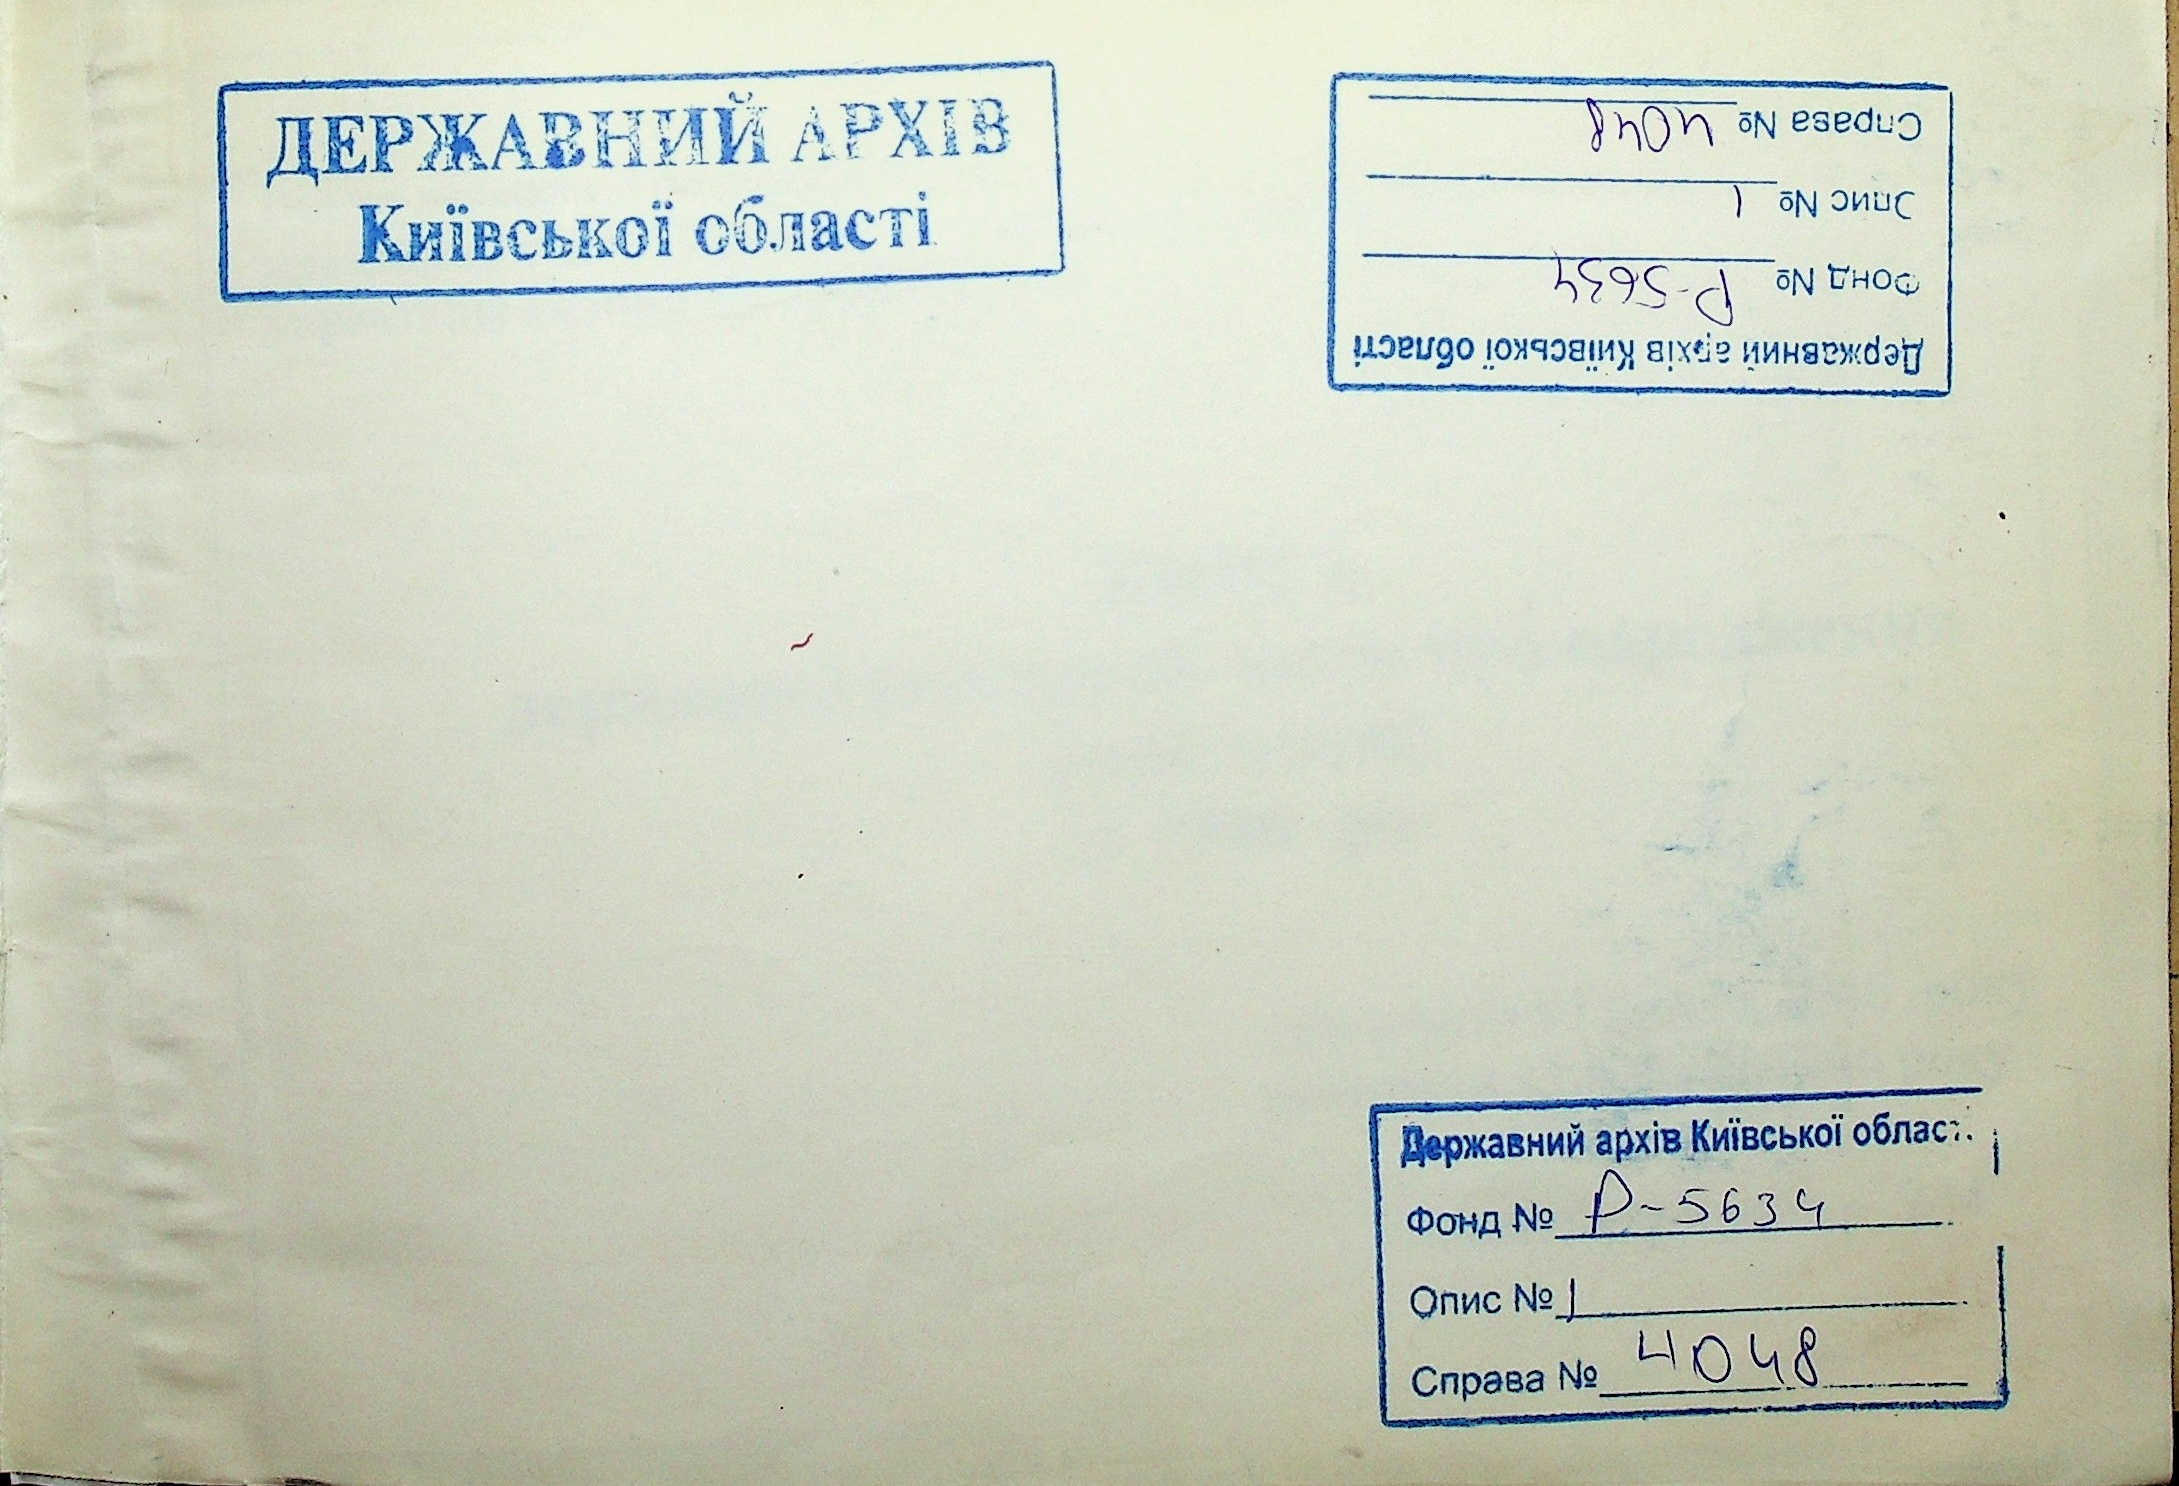 ДЕРЖАВНИЙ АРХІВ
Київської області
Державний архів Київської області
Фонд № Р-5634
Опис № 1
Справа № 4048
Державний архів Київської област.
Фонд № Р-5634
Опис № 1
Справа № 4048